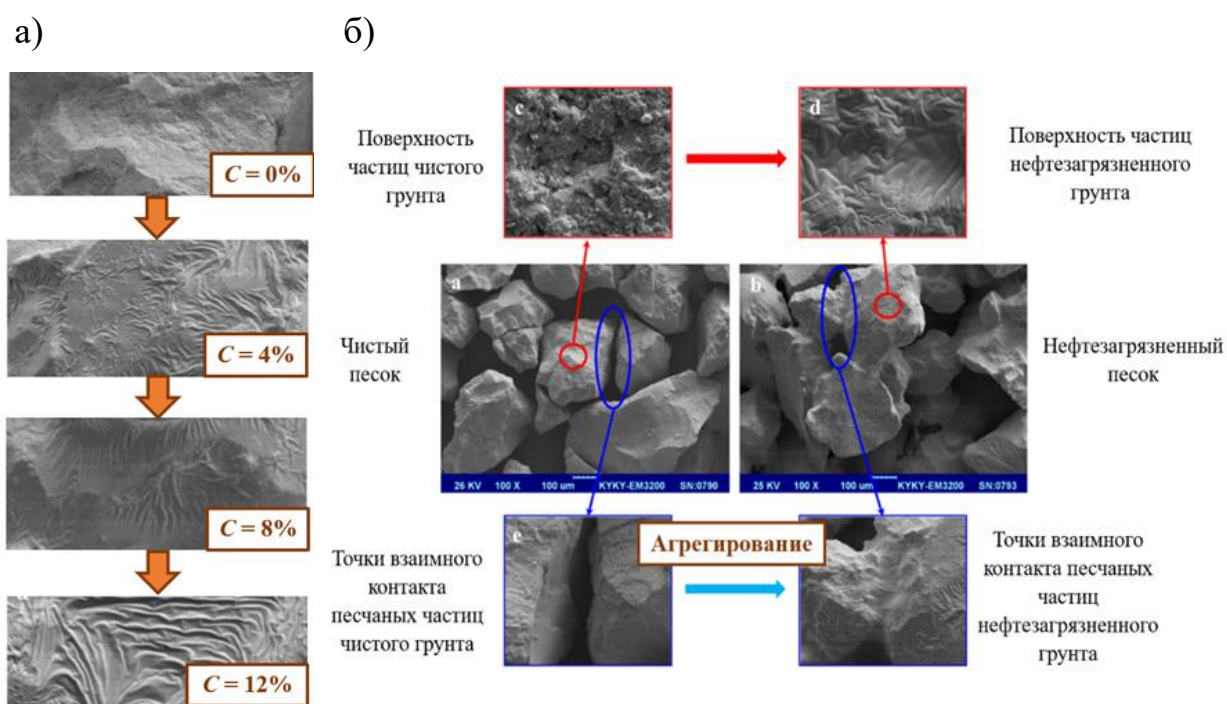 а)
б)
C = 0%
C = 4%
C = 8%
C = 12%
Поверхность
частиц чистого
грунта
c
d
Поверхность частиц
нефтезагрязненного
грунта
Чистый
песок
a
26 KV 100 X 100 um KYKY-EM3200 SN:0790
b
25 KV 100 X 100 um KYKY-EM3200 SN:0793
Нефтезагрязненный
песок
Точки взаимного
контакта
песчаных частиц
чистого грунта
e
Агрегирование
Точки взаимного
контакта песчаных
частиц
нефтезагрязненного
грунта